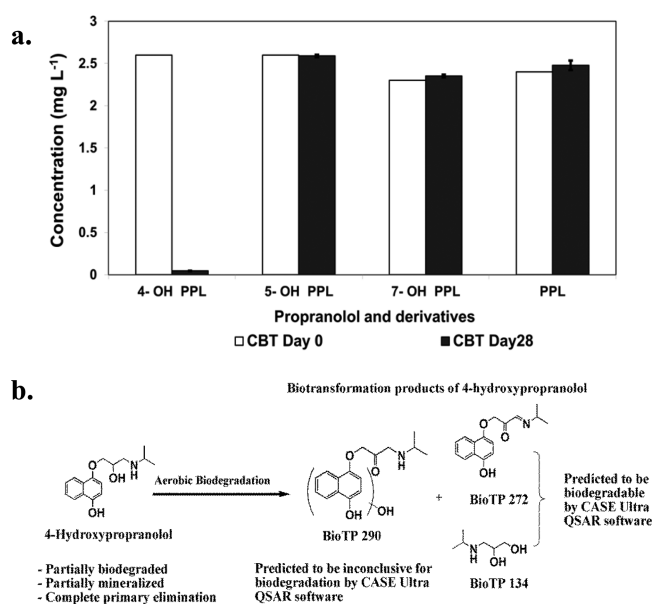 a.
Concentration (mg L-1)
3
2.5
2
1.5
1
0.5
0
4- OH PPL
5- OH PPL
7- OH PPL
PPL
Propranolol and derivatives
CBT Day 0
CBT Day28
b.
Biotransformation products of 4-hydroxypropranolol
O
OH
H
N
OH
4-Hydroxypropranolol
Aerobic Biodegradation
O
O
H
N
OH
OH
BioTP 290
+
O
O
N
OH
BioTP 272
N
H
OH
OH
BioTP 134
Predicted to be
biodegradable
by CASE Ultra
QSAR software
- Partially biodegraded
- Partially mineralized
- Complete primary elimination
Predicted to be inconclusive for
biodegradation by CASE Ultra
QSAR software